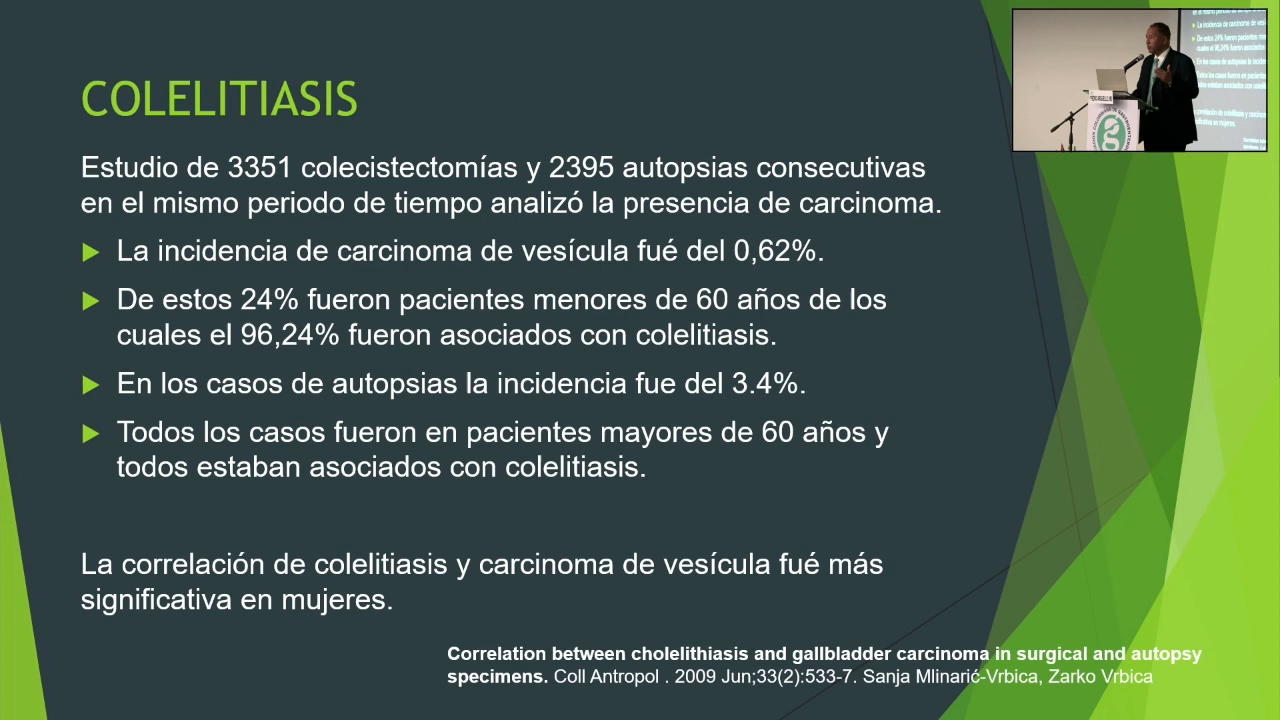 COLELITIASIS
Estudio de 3351 colecistectomías y 2395 autopsias consecutivas
en el mismo periodo de tiempo analizó la presencia de carcinoma.
La incidencia de carcinoma de vesícula fué del 0,62%.
De estos 24% fueron pacientes menores de 60 años de los
cuales el 96,24% fueron asociados con colelitiasis.
En los casos de autopsias la incidencia fue del 3.4%.
Todos los casos fueron en pacientes mayores de 60 años y
todos estaban asociados con colelitiasis.
La correlación de colelitiasis y carcinoma de vesícula fué más
significativa en mujeres.
Correlation between cholelithiasis and gallbladder carcinoma in surgical and autopsy
specimens. Coll Antropol . 2009 Jun;33(2):533-7. Sanja Mlinarić-Vrbica, Zarko Vrbica